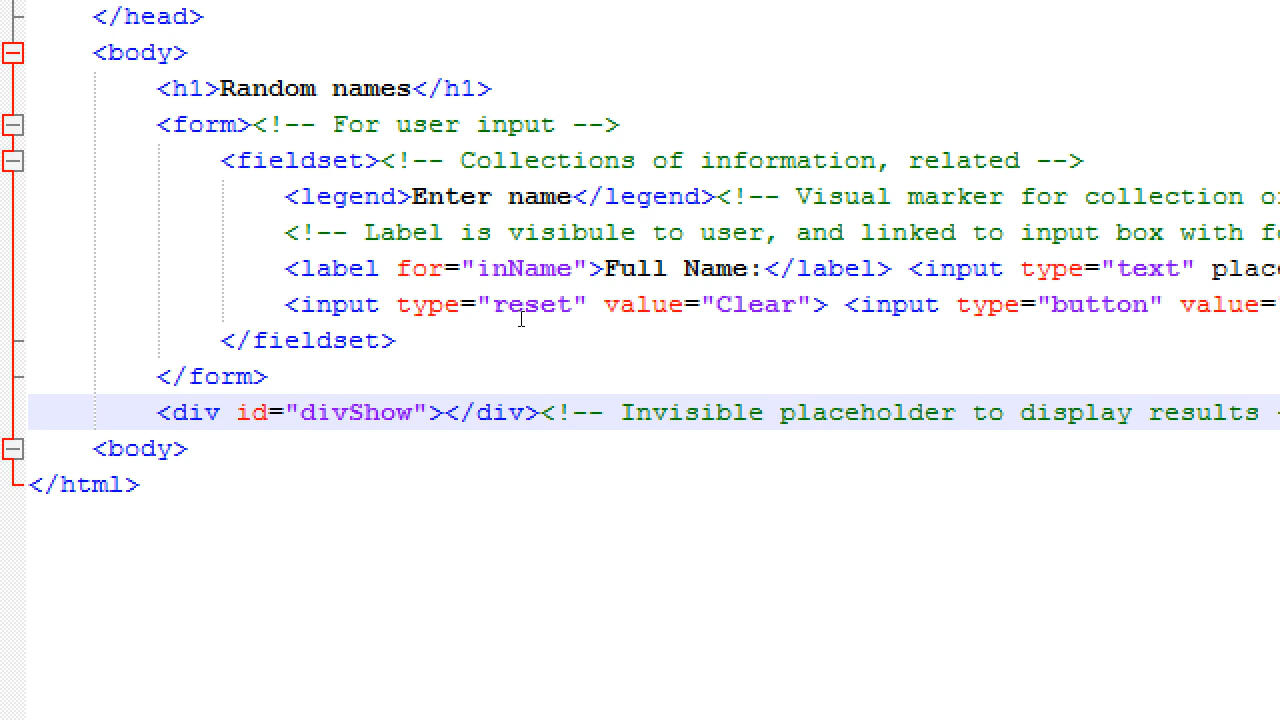 </head>
<body>
<h1>Random names</h1>
<form><!-- For user input -->
<fieldset><!-- Collections of information, related -->
<legend>Enter name</legend><!-- Visual marker for collection
<!-- Label is visibule to user, and linked to input box with
<label for="inName">Full Name:</label> <input type="text"
<input type="reset" value="Clear"> <input type="button" value=
</fieldset>
</form>
<div id="divShow"></div><!-- Invisible placeholder to display results
<body>
</html>